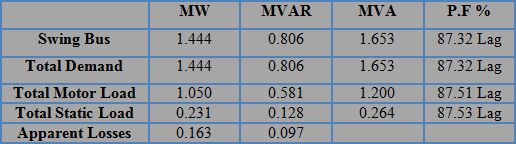 MW MVAR MVA P.F %
Swing Bus 1.444 0.806 1.653 87.32 Lag
Total Demand 1.444 0.806 1.653 87.32 Lag
Total Motor Load 1.050 0.581 1.200 87.51 Lag
Total Static Load 0.231 0.128 0.264 87.53 Lag
Apparent Losses 0.163 0.097